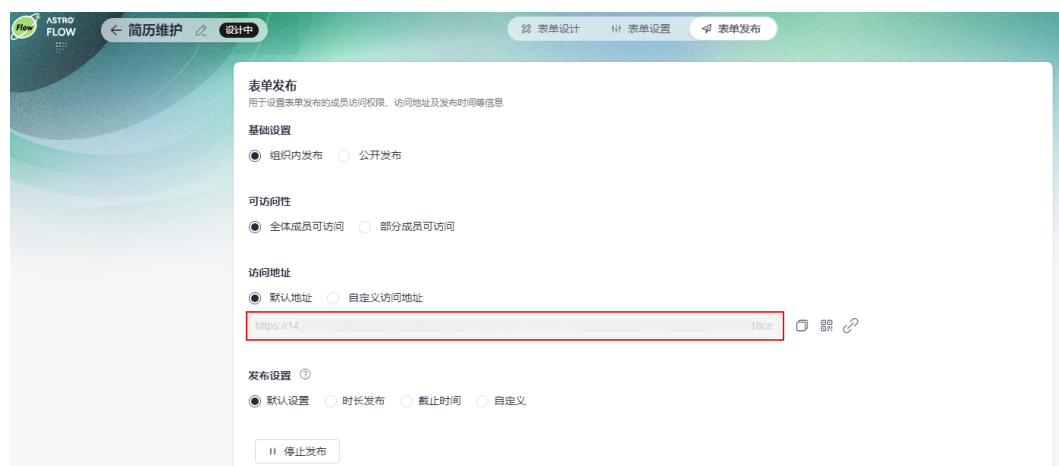 Flow ASTRO FLOW
← 简历维护 设计中
表单设计 表单设置 表单发布
表单发布
用于设置表单发布的成员访问权限、访问地址及发布时间等信息
基础设置
组织内发布 公开发布
可访问性
全体成员可访问 部分成员可访问
访问地址
默认地址 自定义访问地址
https://14 18ce
发布设置 ?
默认设置 时长发布 截止时间 自定义
停止发布